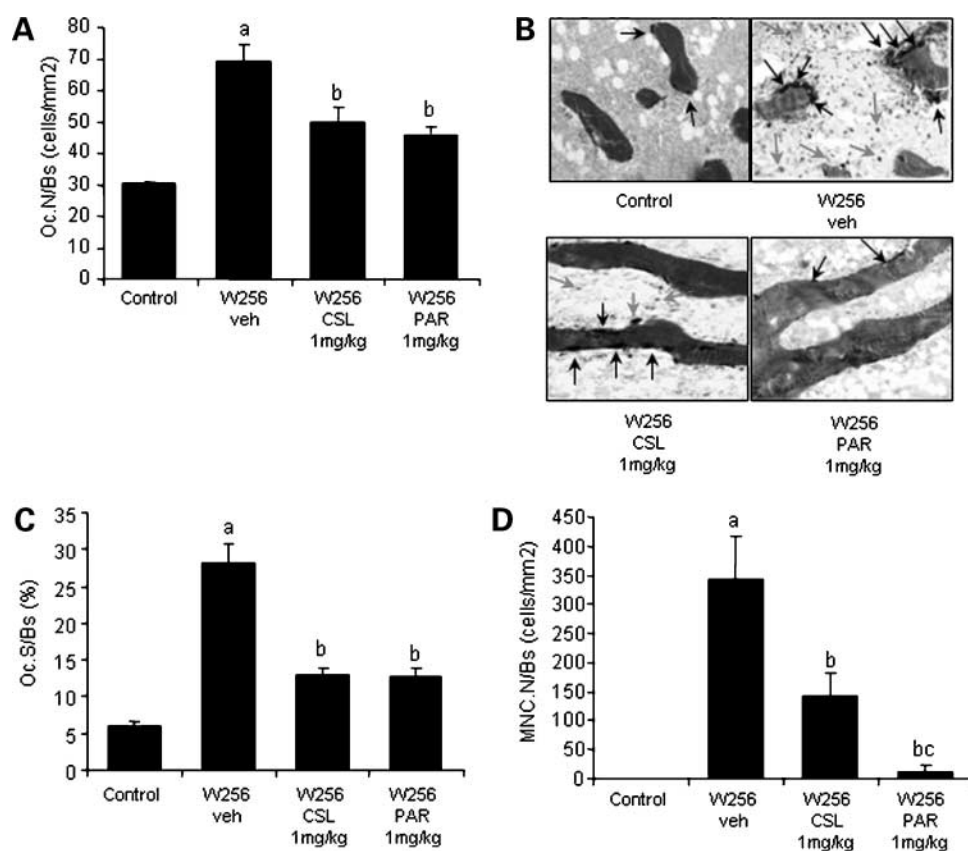 A
Oc.N/Bs (cells/mm2)
80
70
60
50
40
30
20
10
0
a
b
b
Control
W256
veh
W256
CSL
1mg/kg
W256
PAR
1mg/kg
B
Control
W256
veh
W256
CSL
1mg/kg
W256
PAR
1mg/kg
C
Oc.S/Bs (%)
35
30
25
20
15
10
5
0
a
b
b
Control
W256
veh
W256
CSL
1mg/kg
W256
PAR
1mg/kg
D
MNC.N/Bs (cells/mm2)
450
400
350
300
250
200
150
100
50
0
a
b
bc
Control
W256
veh
W256
CSL
1mg/kg
W256
PAR
1mg/kg